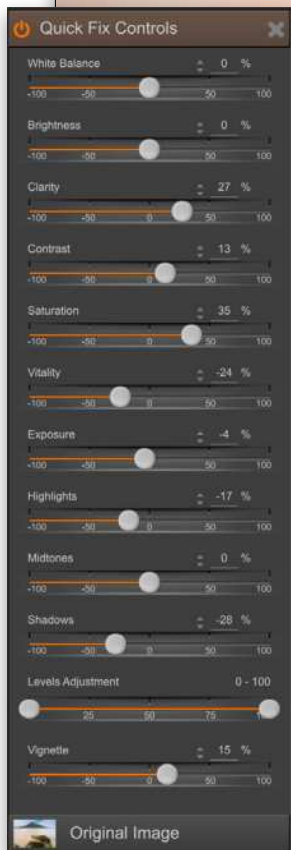 Quick Fix Controls
White Balance 0 %
-100 -50 0 50 100
Brightness 0 %
-100 -50 0 50 100
Clarity 27 %
-100 -50 0 50 100
Contrast 13 %
-100 -50 0 50 100
Saturation 35 %
-100 -50 0 50 100
Vitality -24 %
-100 -50 0 50 100
Exposure -4 %
-100 -50 0 50 100
Highlights -17 %
-100 -50 0 50 100
Midtones 0 %
-100 -50 0 50 100
Shadows -28 %
-100 -50 0 50 100
Levels Adjustment 0 - 100
25 50 75
Vignette 15 %
-100 -50 0 50 100
Original Image